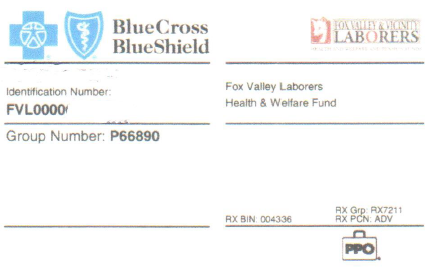 BlueCross
BlueShield
FOX VALLEY & VICINITY
LABORERS
Identification Number:
FVL0000
Group Number: P66890
Fox Valley Laborers
Health & Welfare Fund
RX BIN: 004336
RX Grp: RX7211
RX PCN: ADV
PPO